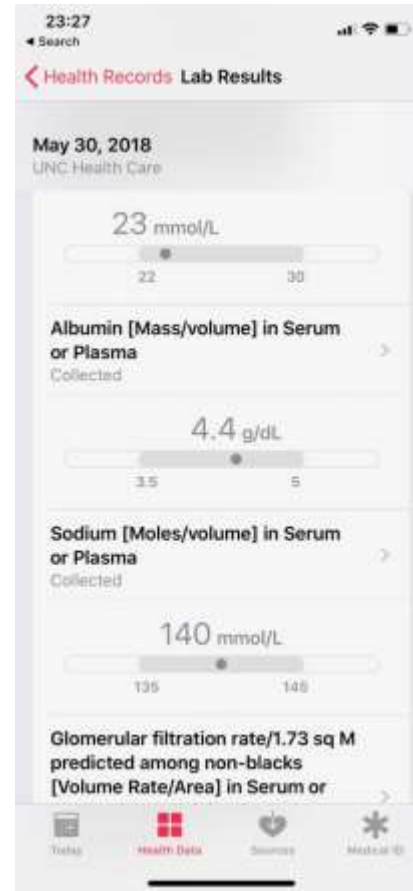 23:27
Search
Health Records Lab Results
May 30, 2018
UNC Health Care
23 mmol/L
22 30
Albumin [Mass/volume] in Serum
or Plasma
Collected
4.4 g/dL
3.5 5
Sodium [Moles/volume] in Serum
or Plasma
Collected
140 mmol/L
135 145
Glomerular filtration rate/1.73 sq M
predicted among non-blacks
[Volume Rate/Area] in Serum or
Today Health Data Sources Medical ID